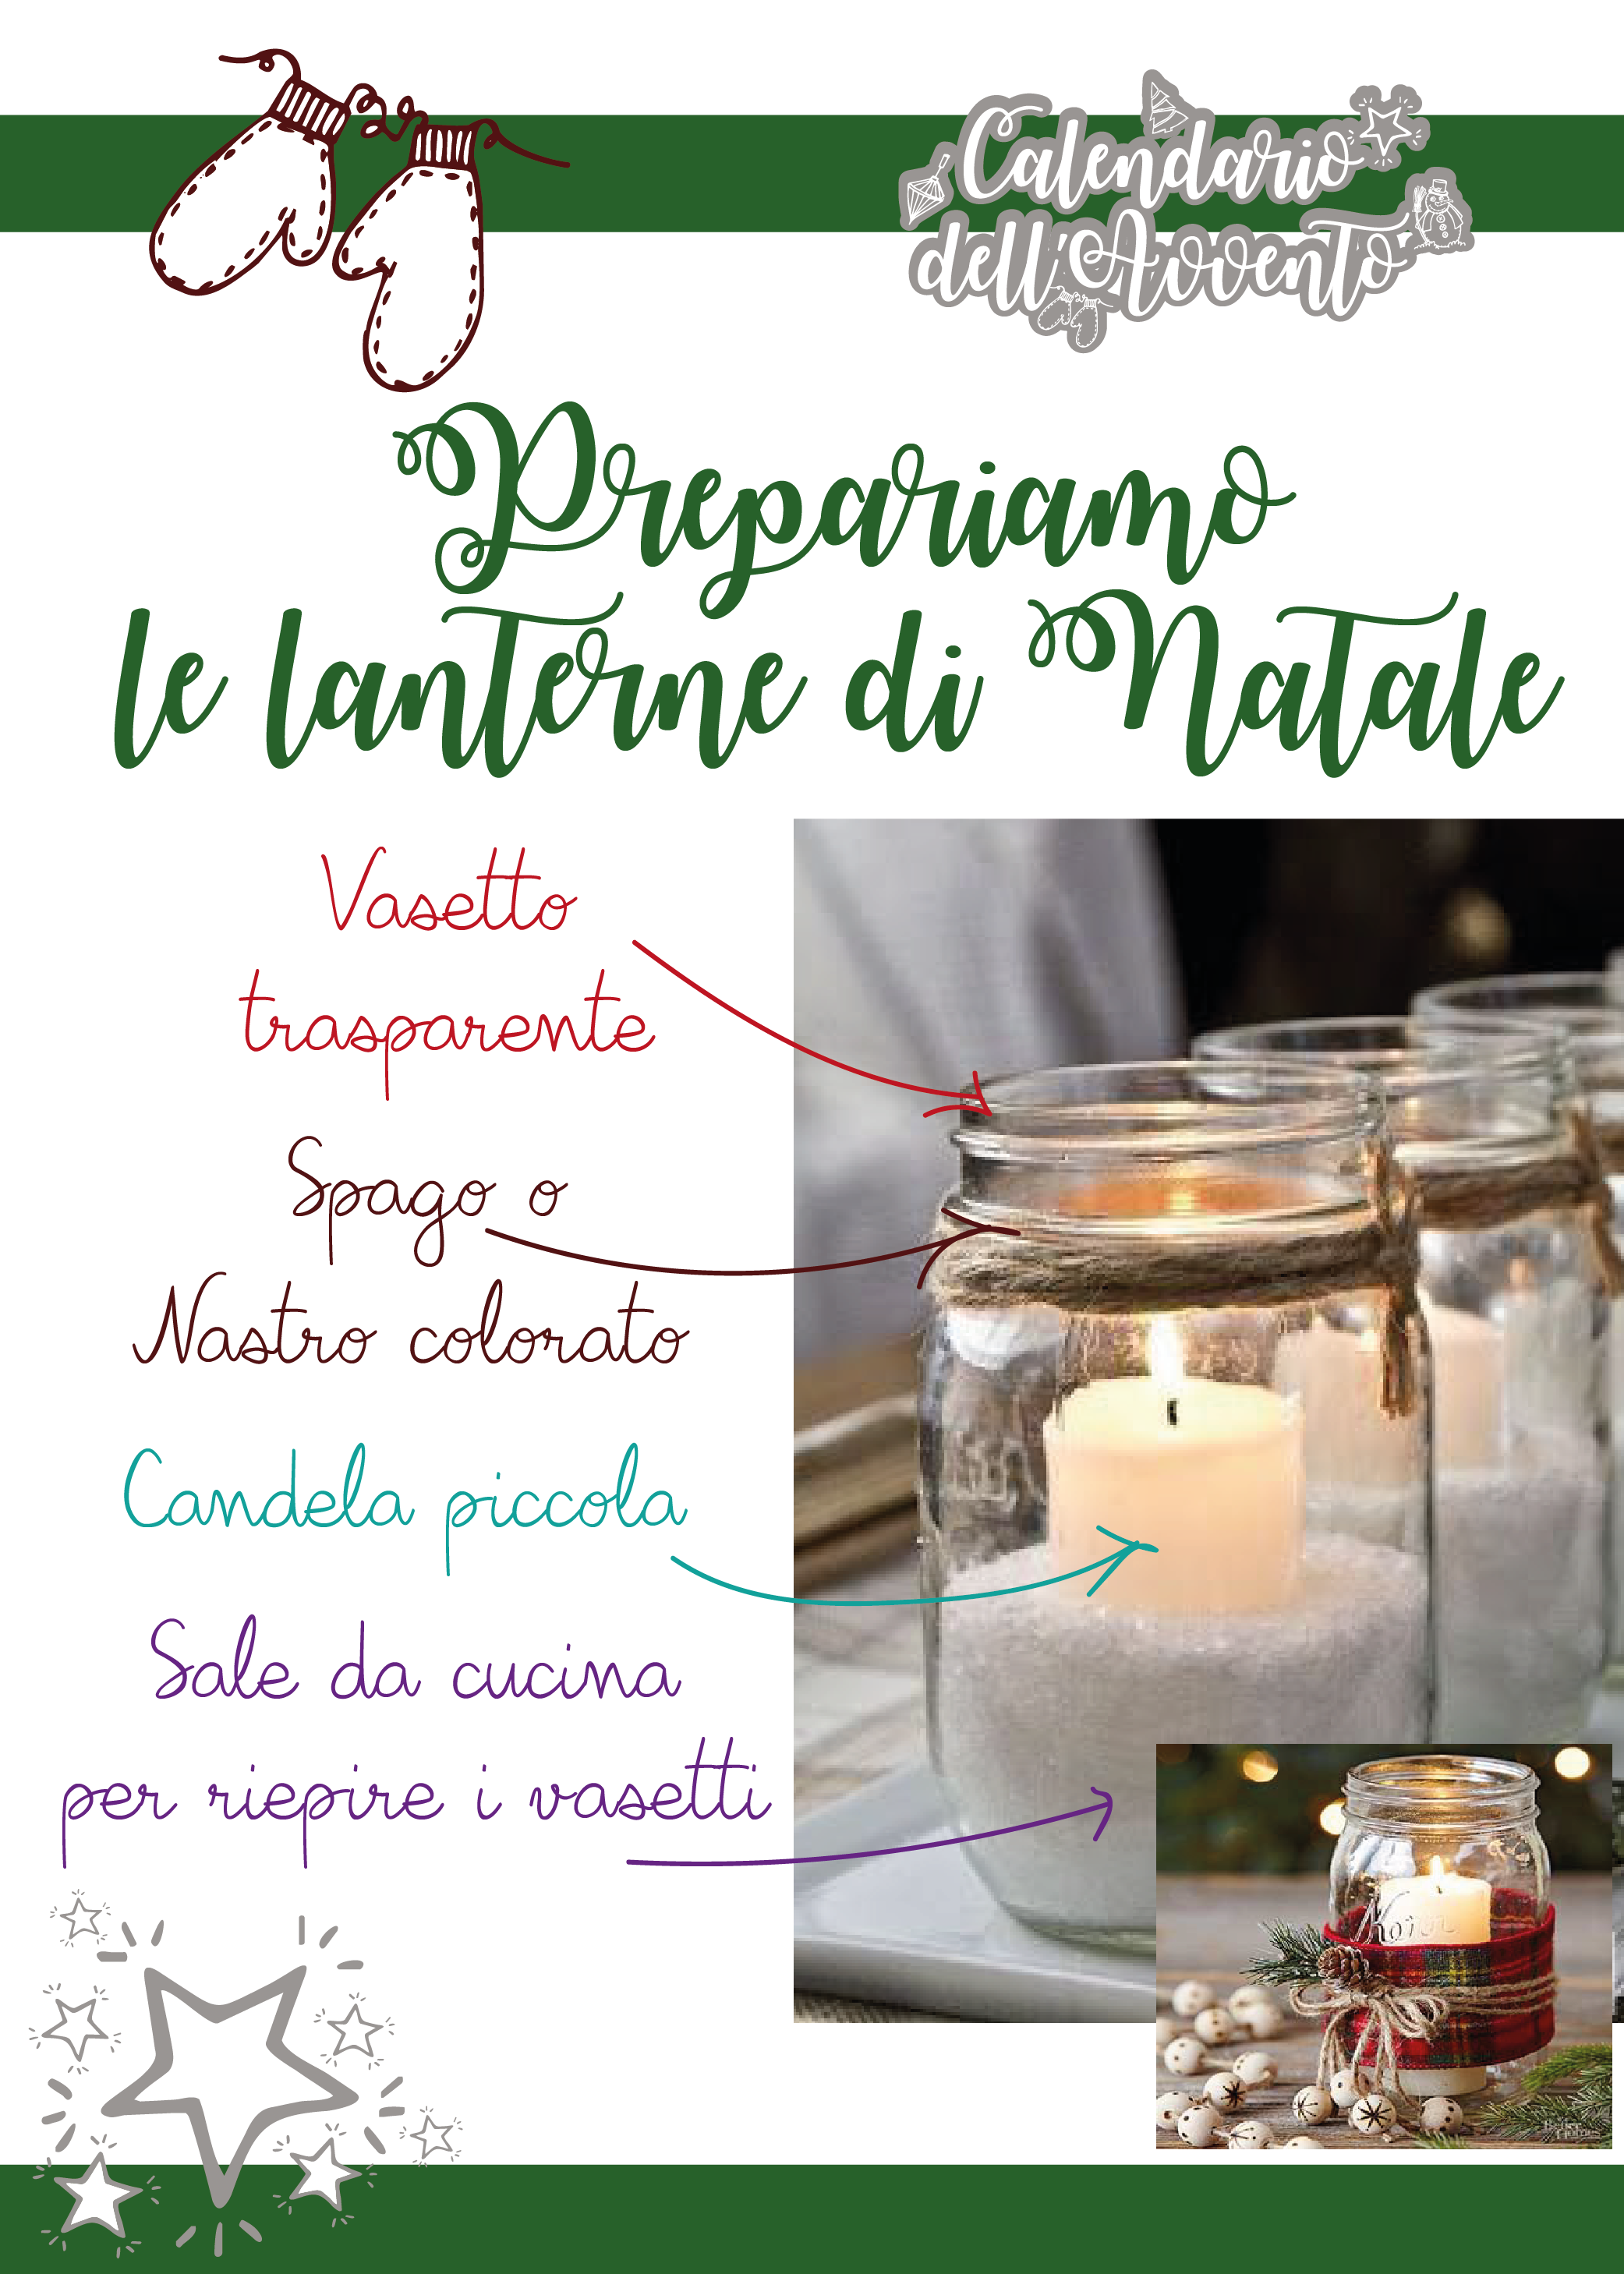 Calendario
dell'Avvento
Prepariamo
le lanterne di Natale
Vasetto
trasparente
Spago o
Nastro colorato
Candela piccola
Sale da cucina
per riepire i vasetti